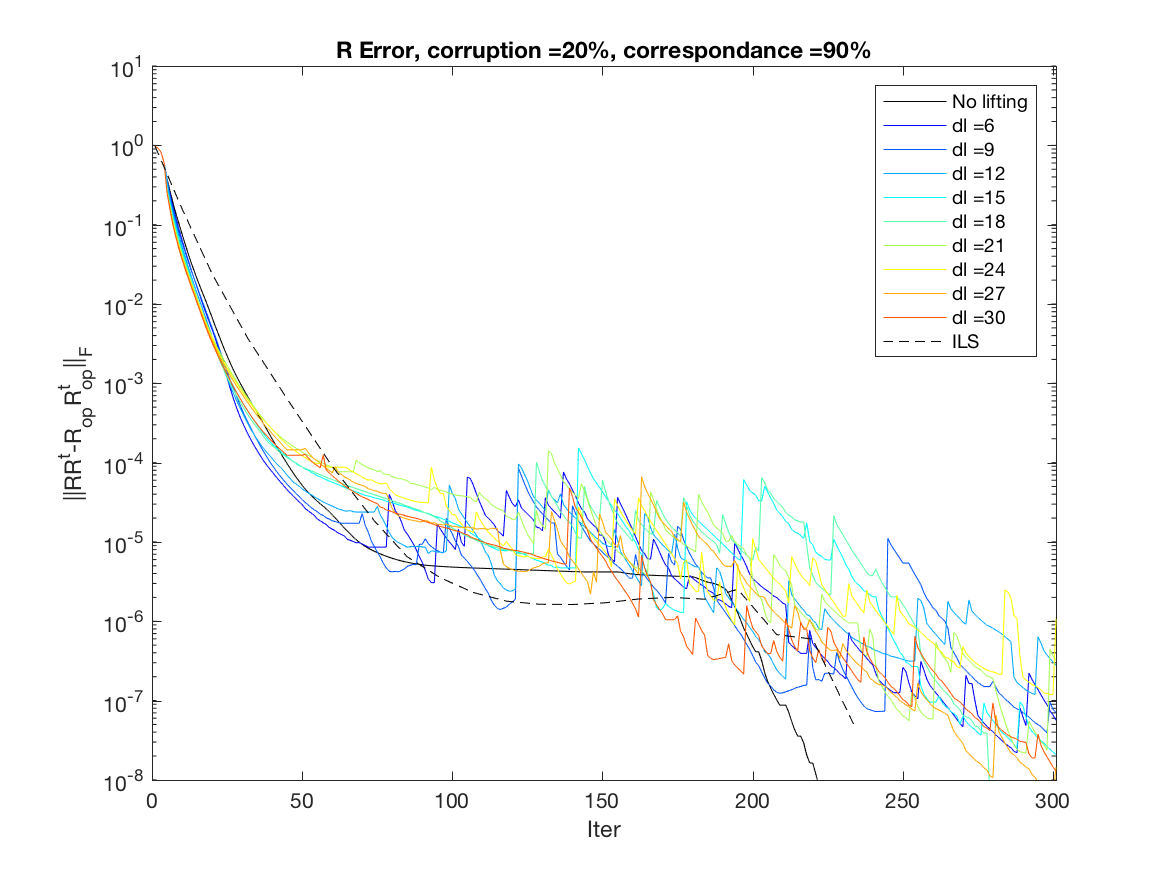 R Error, corruption =20%, correspondance =90%
10^1
10^0
10^-1
10^-2
10^-3
10^-4
10^-5
10^-6
10^-7
10^-8
||RR^t-R_op R^t_op||_F
0 50 100 150 200 250 300
Iter
No lifting
dl =6
dl =9
dl =12
dl =15
dl =18
dl =21
dl =24
dl =27
dl =30
ILS